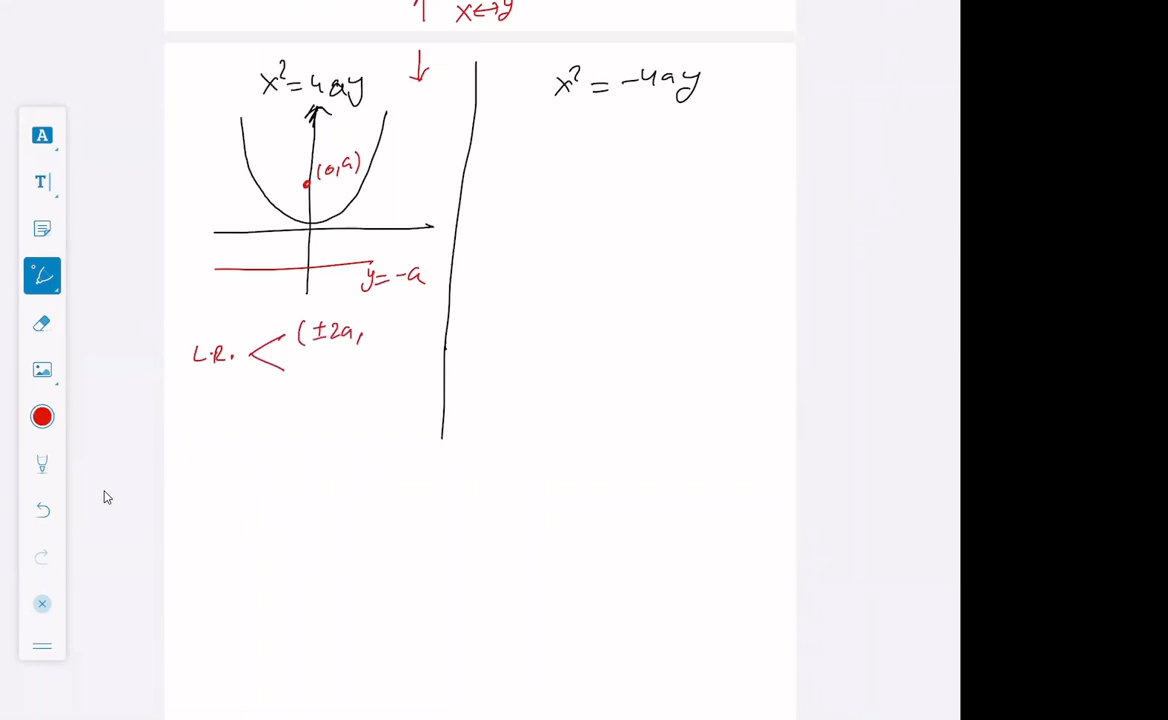 x↔y
x² = 4ay
(0, a)
y = -a
L.R. < (±2a,
x² = -4ay
A
T